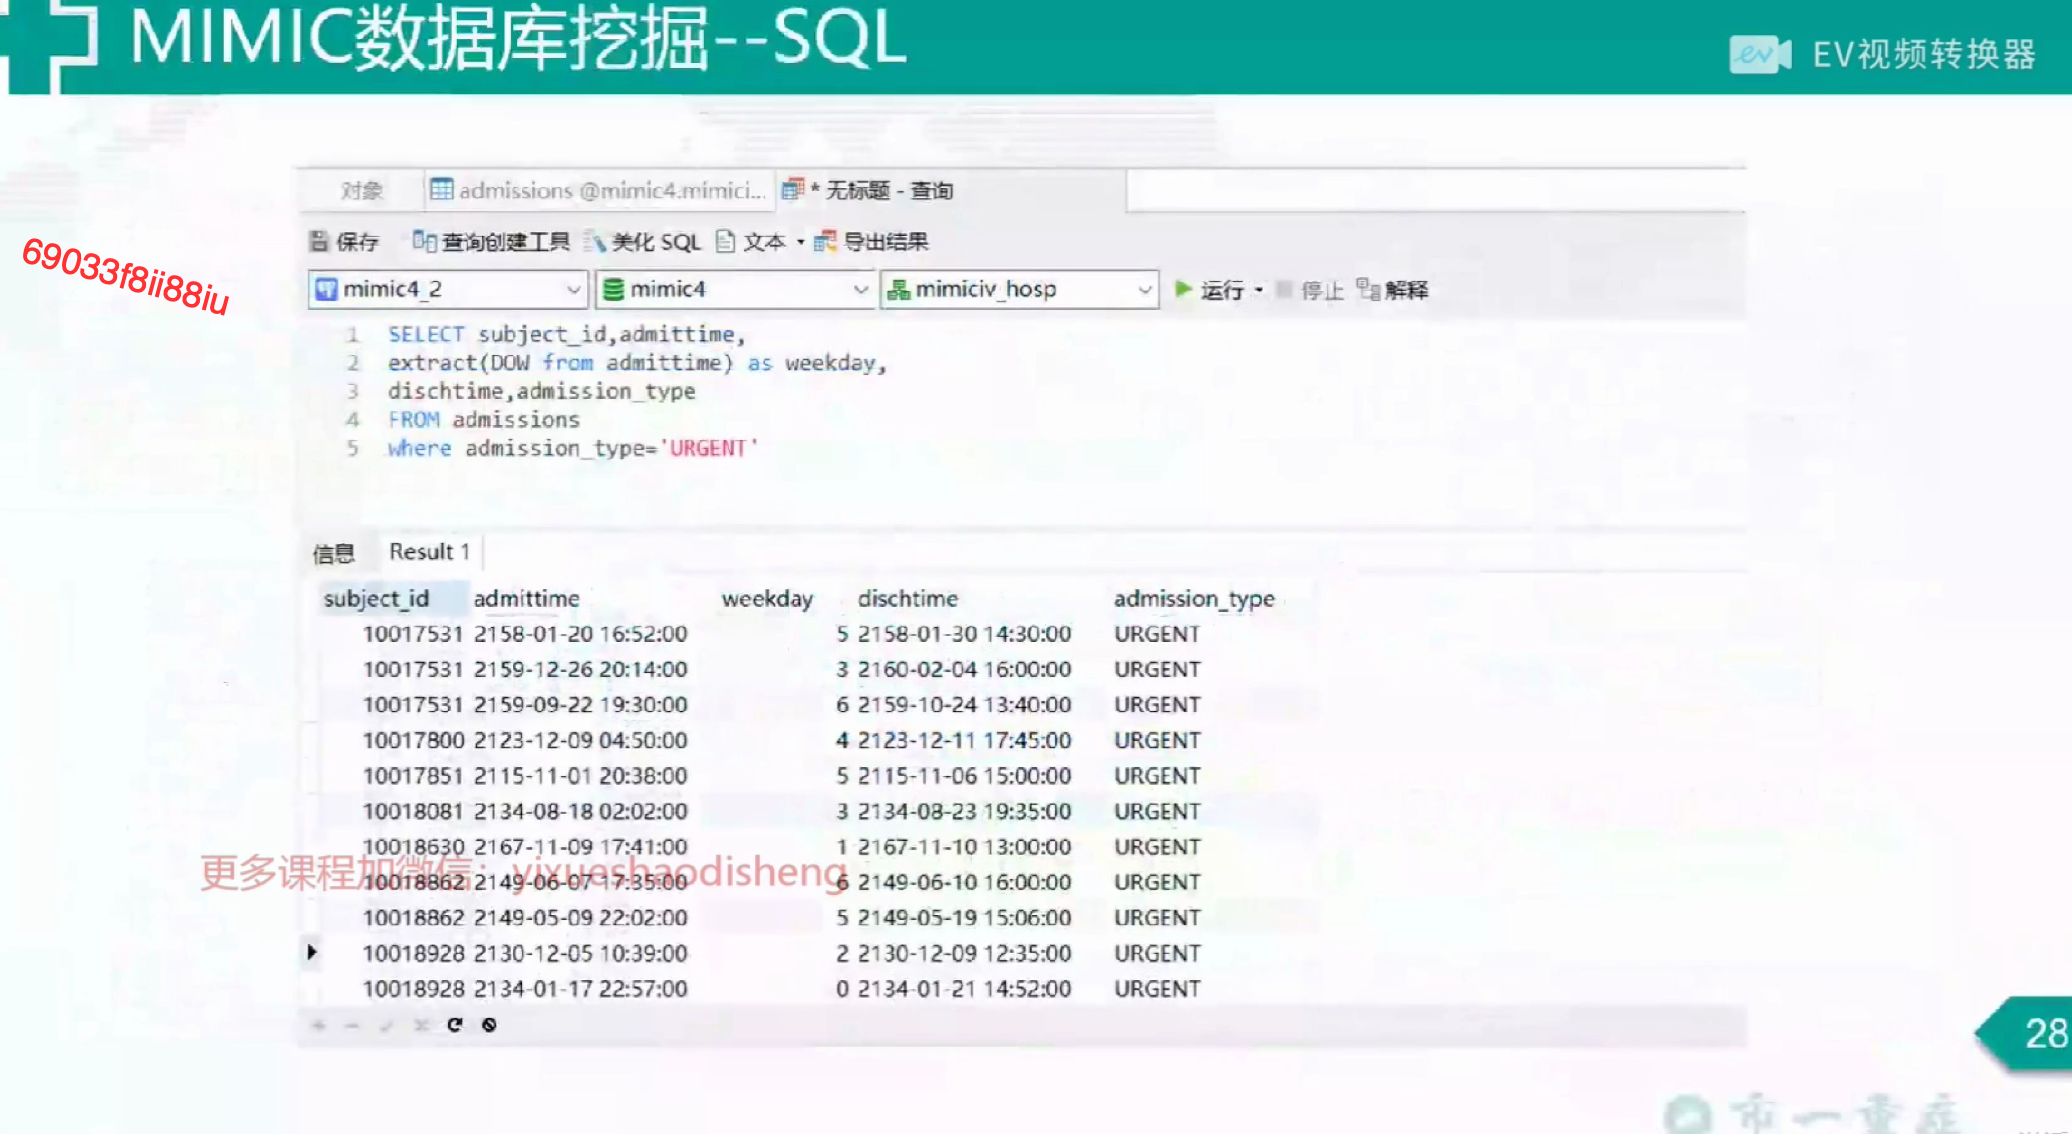 MIMIC数据库挖掘--SQL
EV视频转换器
69033f8ii88iu
对象 admissions @mimic4.mimici... * 无标题 - 查询
保存 查询创建工具 美化 SQL 文本 导出结果
mimic4_2 mimic4 mimiciv_hosp 运行 停止 解释
1 SELECT subject_id,admittime,
2 extract(DOW from admittime) as weekday,
3 dischtime,admission_type
4 FROM admissions
5 where admission_type='URGENT'
信息 Result 1
subject_id admittime weekday dischtime admission_type
10017531 2158-01-20 16:52:00 5 2158-01-30 14:30:00 URGENT
10017531 2159-12-26 20:14:00 3 2160-02-04 16:00:00 URGENT
10017531 2159-09-22 19:30:00 6 2159-10-24 13:40:00 URGENT
10017800 2123-12-09 04:50:00 4 2123-12-11 17:45:00 URGENT
10017851 2115-11-01 20:38:00 5 2115-11-06 15:00:00 URGENT
10018081 2134-08-18 02:02:00 3 2134-08-23 19:35:00 URGENT
10018630 2167-11-09 17:41:00 1 2167-11-10 13:00:00 URGENT
更多课程加微信：yixueshaodisheng
10018862 2149-06-07 17:35:00 6 2149-06-10 16:00:00 URGENT
10018862 2149-05-09 22:02:00 5 2149-05-19 15:06:00 URGENT
10018928 2130-12-05 10:39:00 2 2130-12-09 12:35:00 URGENT
10018928 2134-01-17 22:57:00 0 2134-01-21 14:52:00 URGENT
28
市一重症